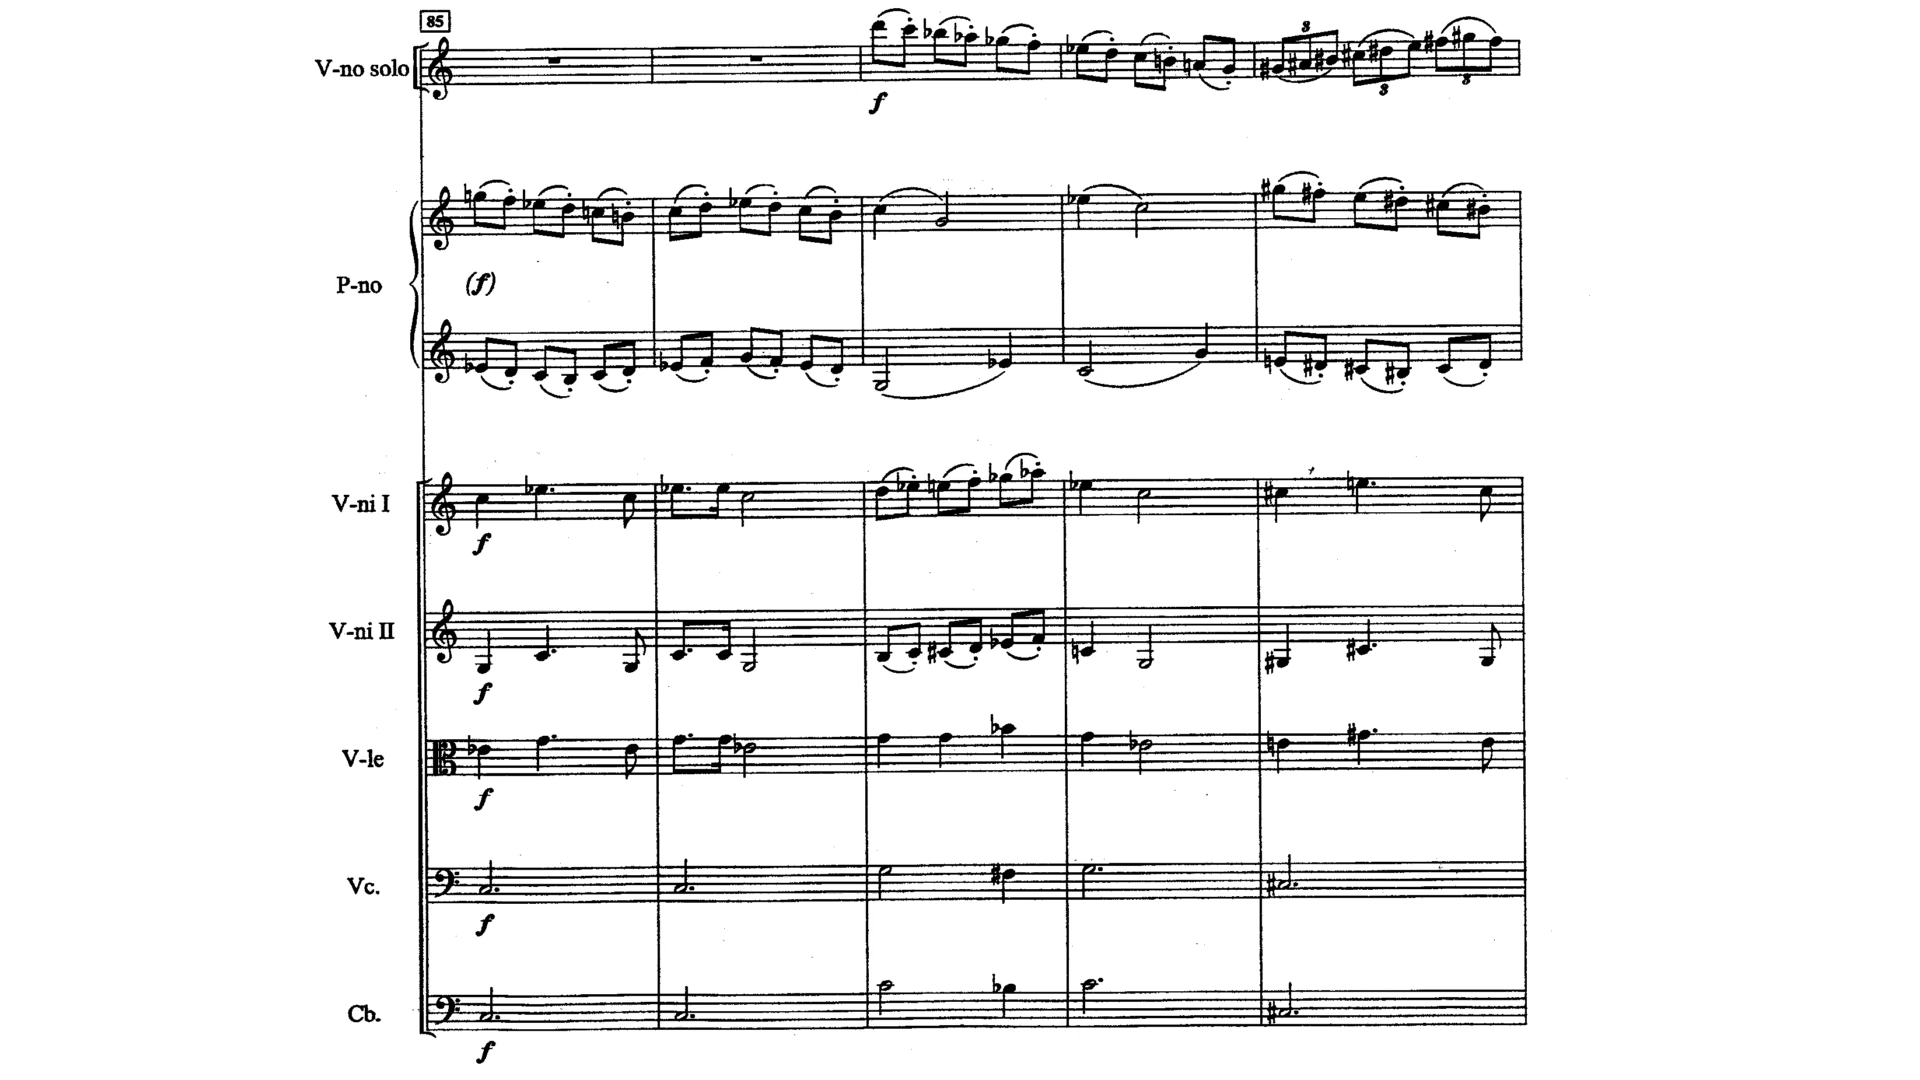 85
V-no solo
3
f
3
3
P-no
(f)
V-ni I
f
V-ni II
f
V-le
f
Vc.
f
Cb.
f